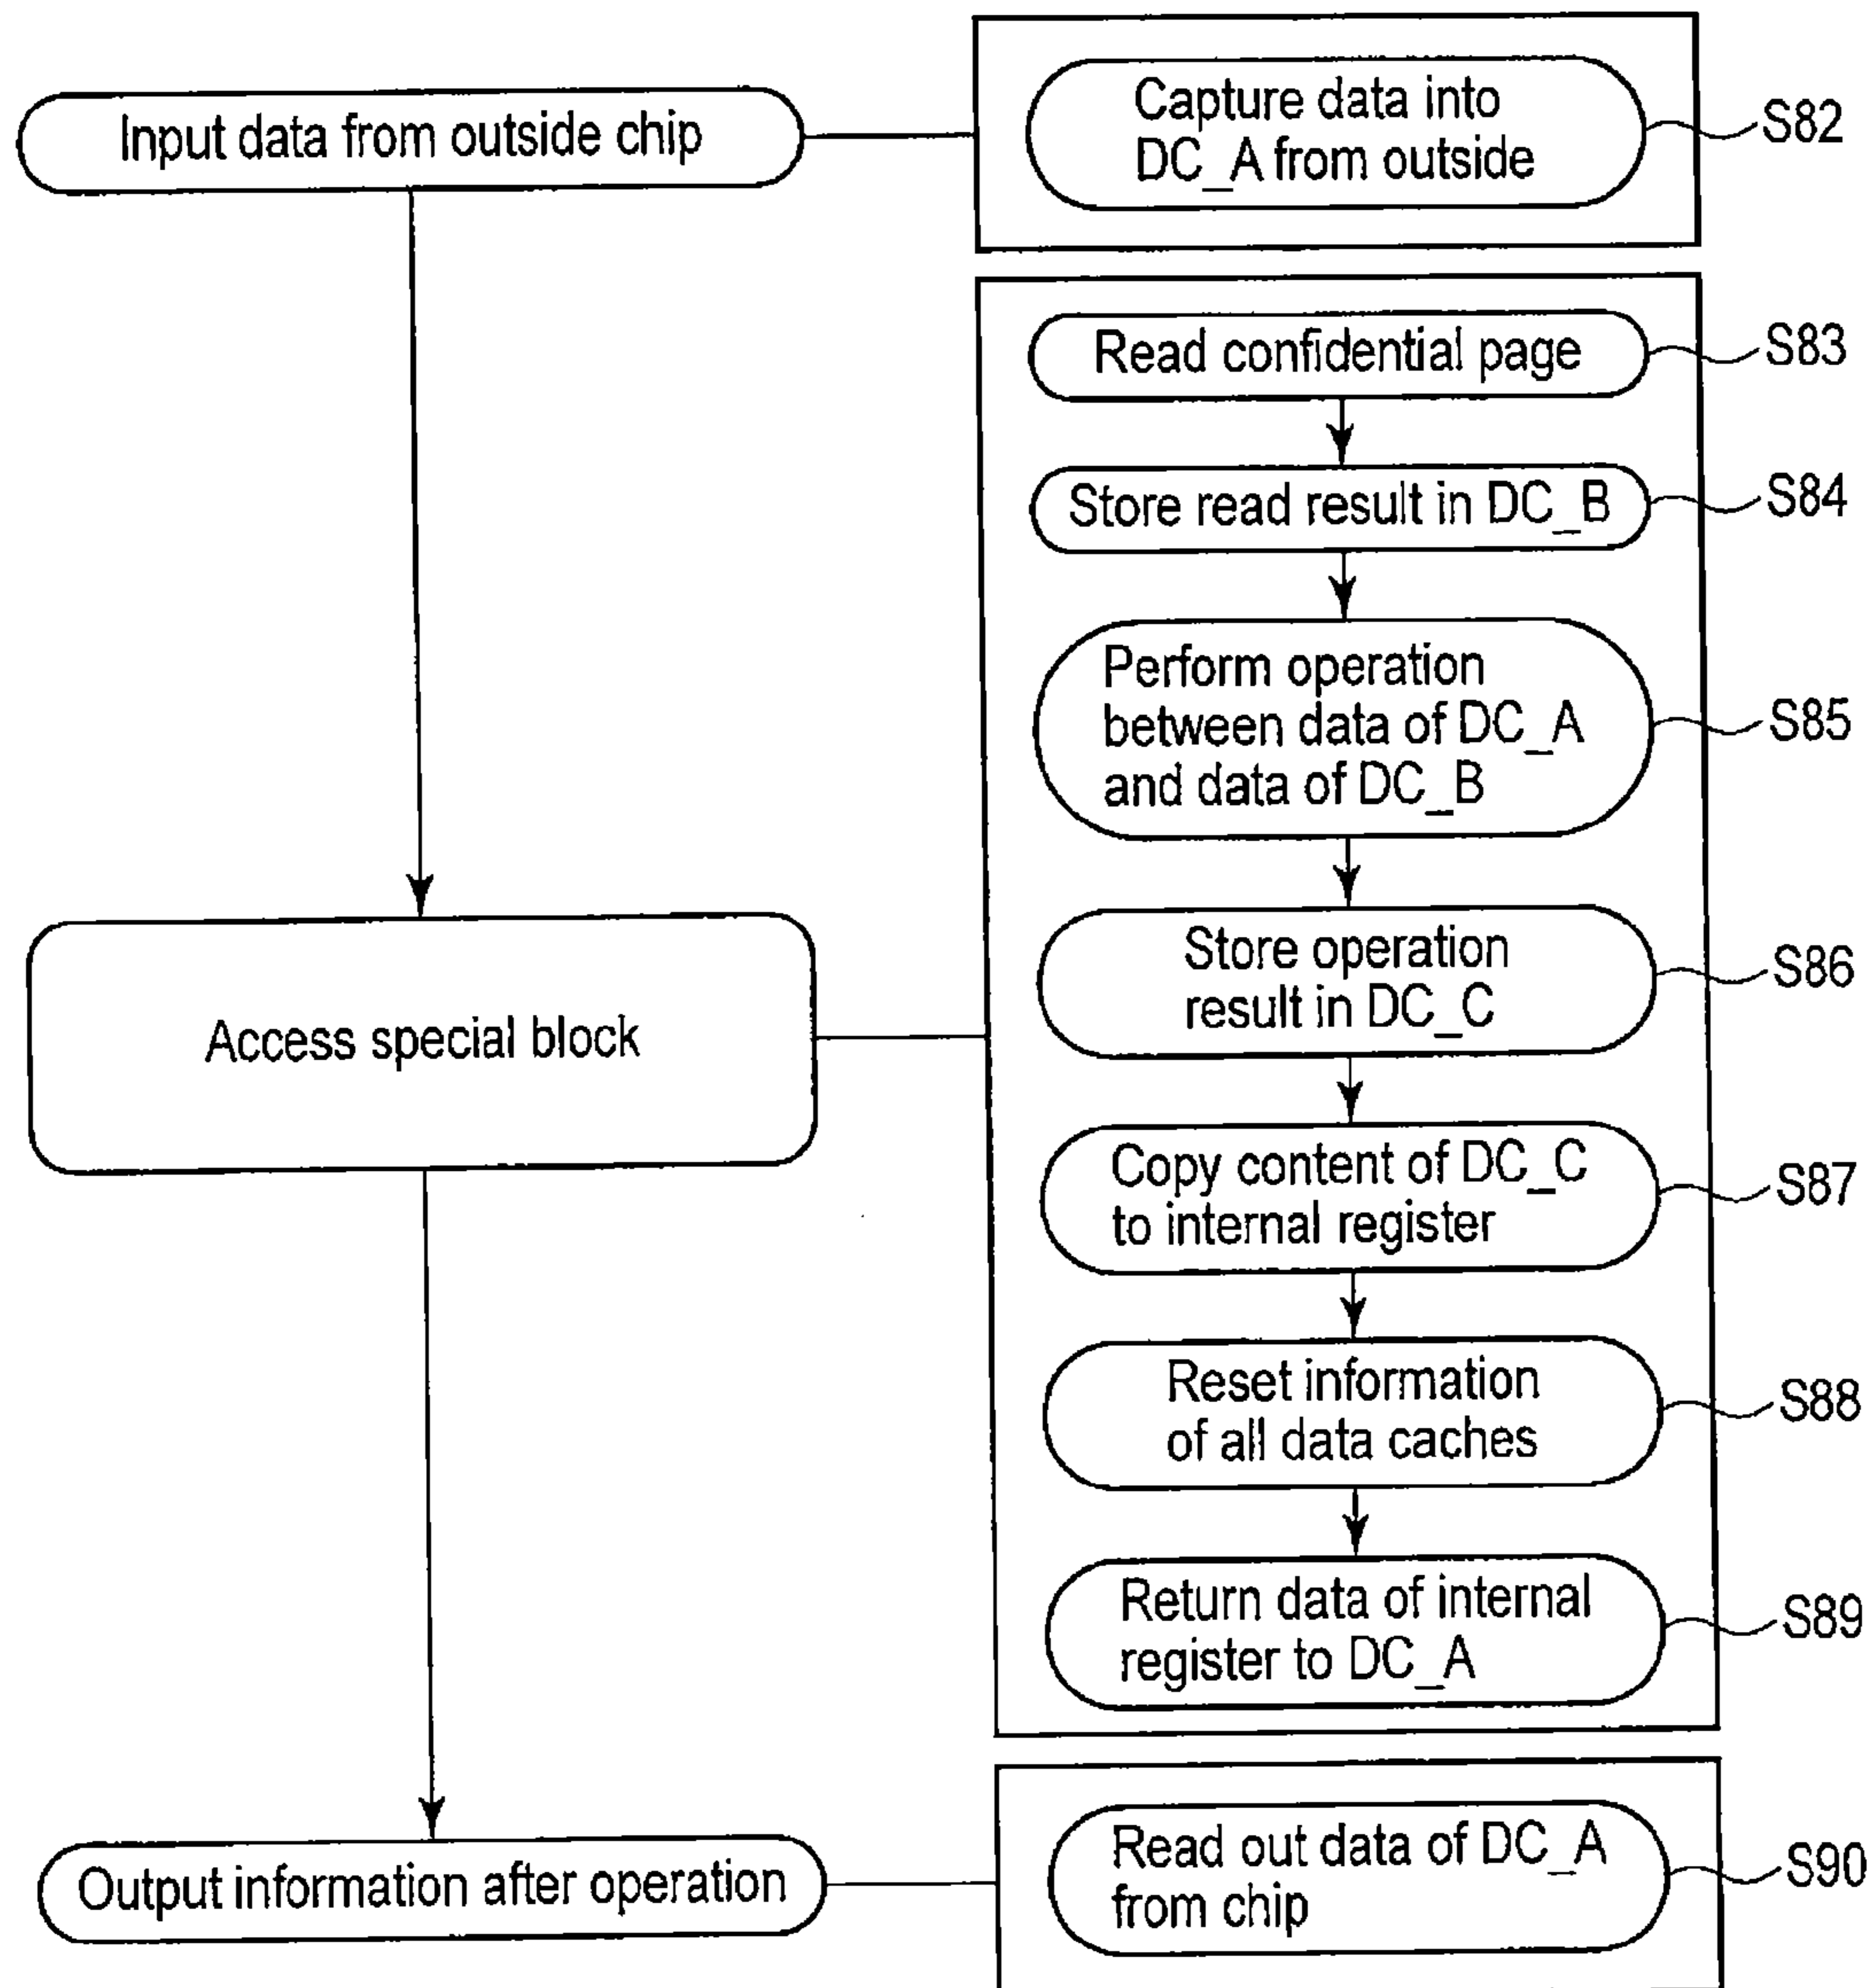 Input data from outside chip
Capture data into
DC_A from outside
S82
Read confidential page
S83
Store read result in DC_B
S84
Perform operation
between data of DC_A
and data of DC_B
S85
Access special block
Store operation
result in DC_C
S86
Copy content of DC_C
to internal register
S87
Reset information
of all data caches
S88
Return data of internal
register to DC_A
S89
Output information after operation
Read out data of DC_A
from chip
S90